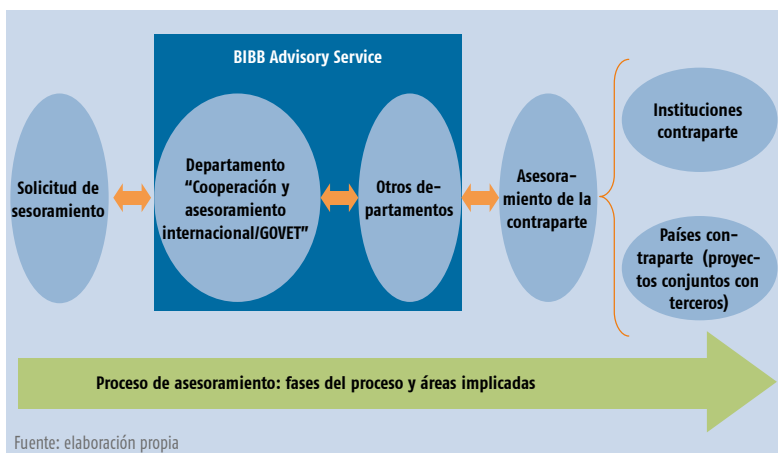 BIBB Advisory Service
Solicitud de
sesoramiento
Departamento
“Cooperación y
asesoramiento
internacional/GOVET”
Otros de-
partamentos
Asesora-
miento de la
contraparte
Instituciones
contraparte
Países con-
traparte (proyec-
tos conjuntos con
terceros)
Proceso de asesoramiento: fases del proceso y áreas implicadas
Fuente: elaboración propia